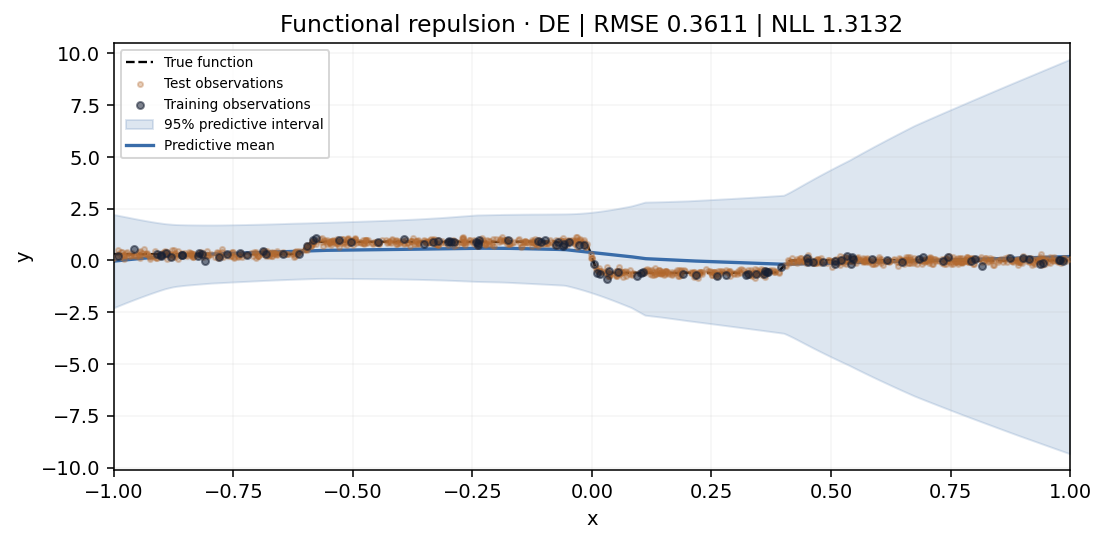 Functional repulsion · DE | RMSE 0.3611 | NLL 1.3132
10.0
7.5
5.0
2.5
0.0
−2.5
−5.0
−7.5
−10.0
y
True function
Test observations
Training observations
95% predictive interval
Predictive mean
−1.00 −0.75 −0.50 −0.25 0.00 0.25 0.50 0.75 1.00
x